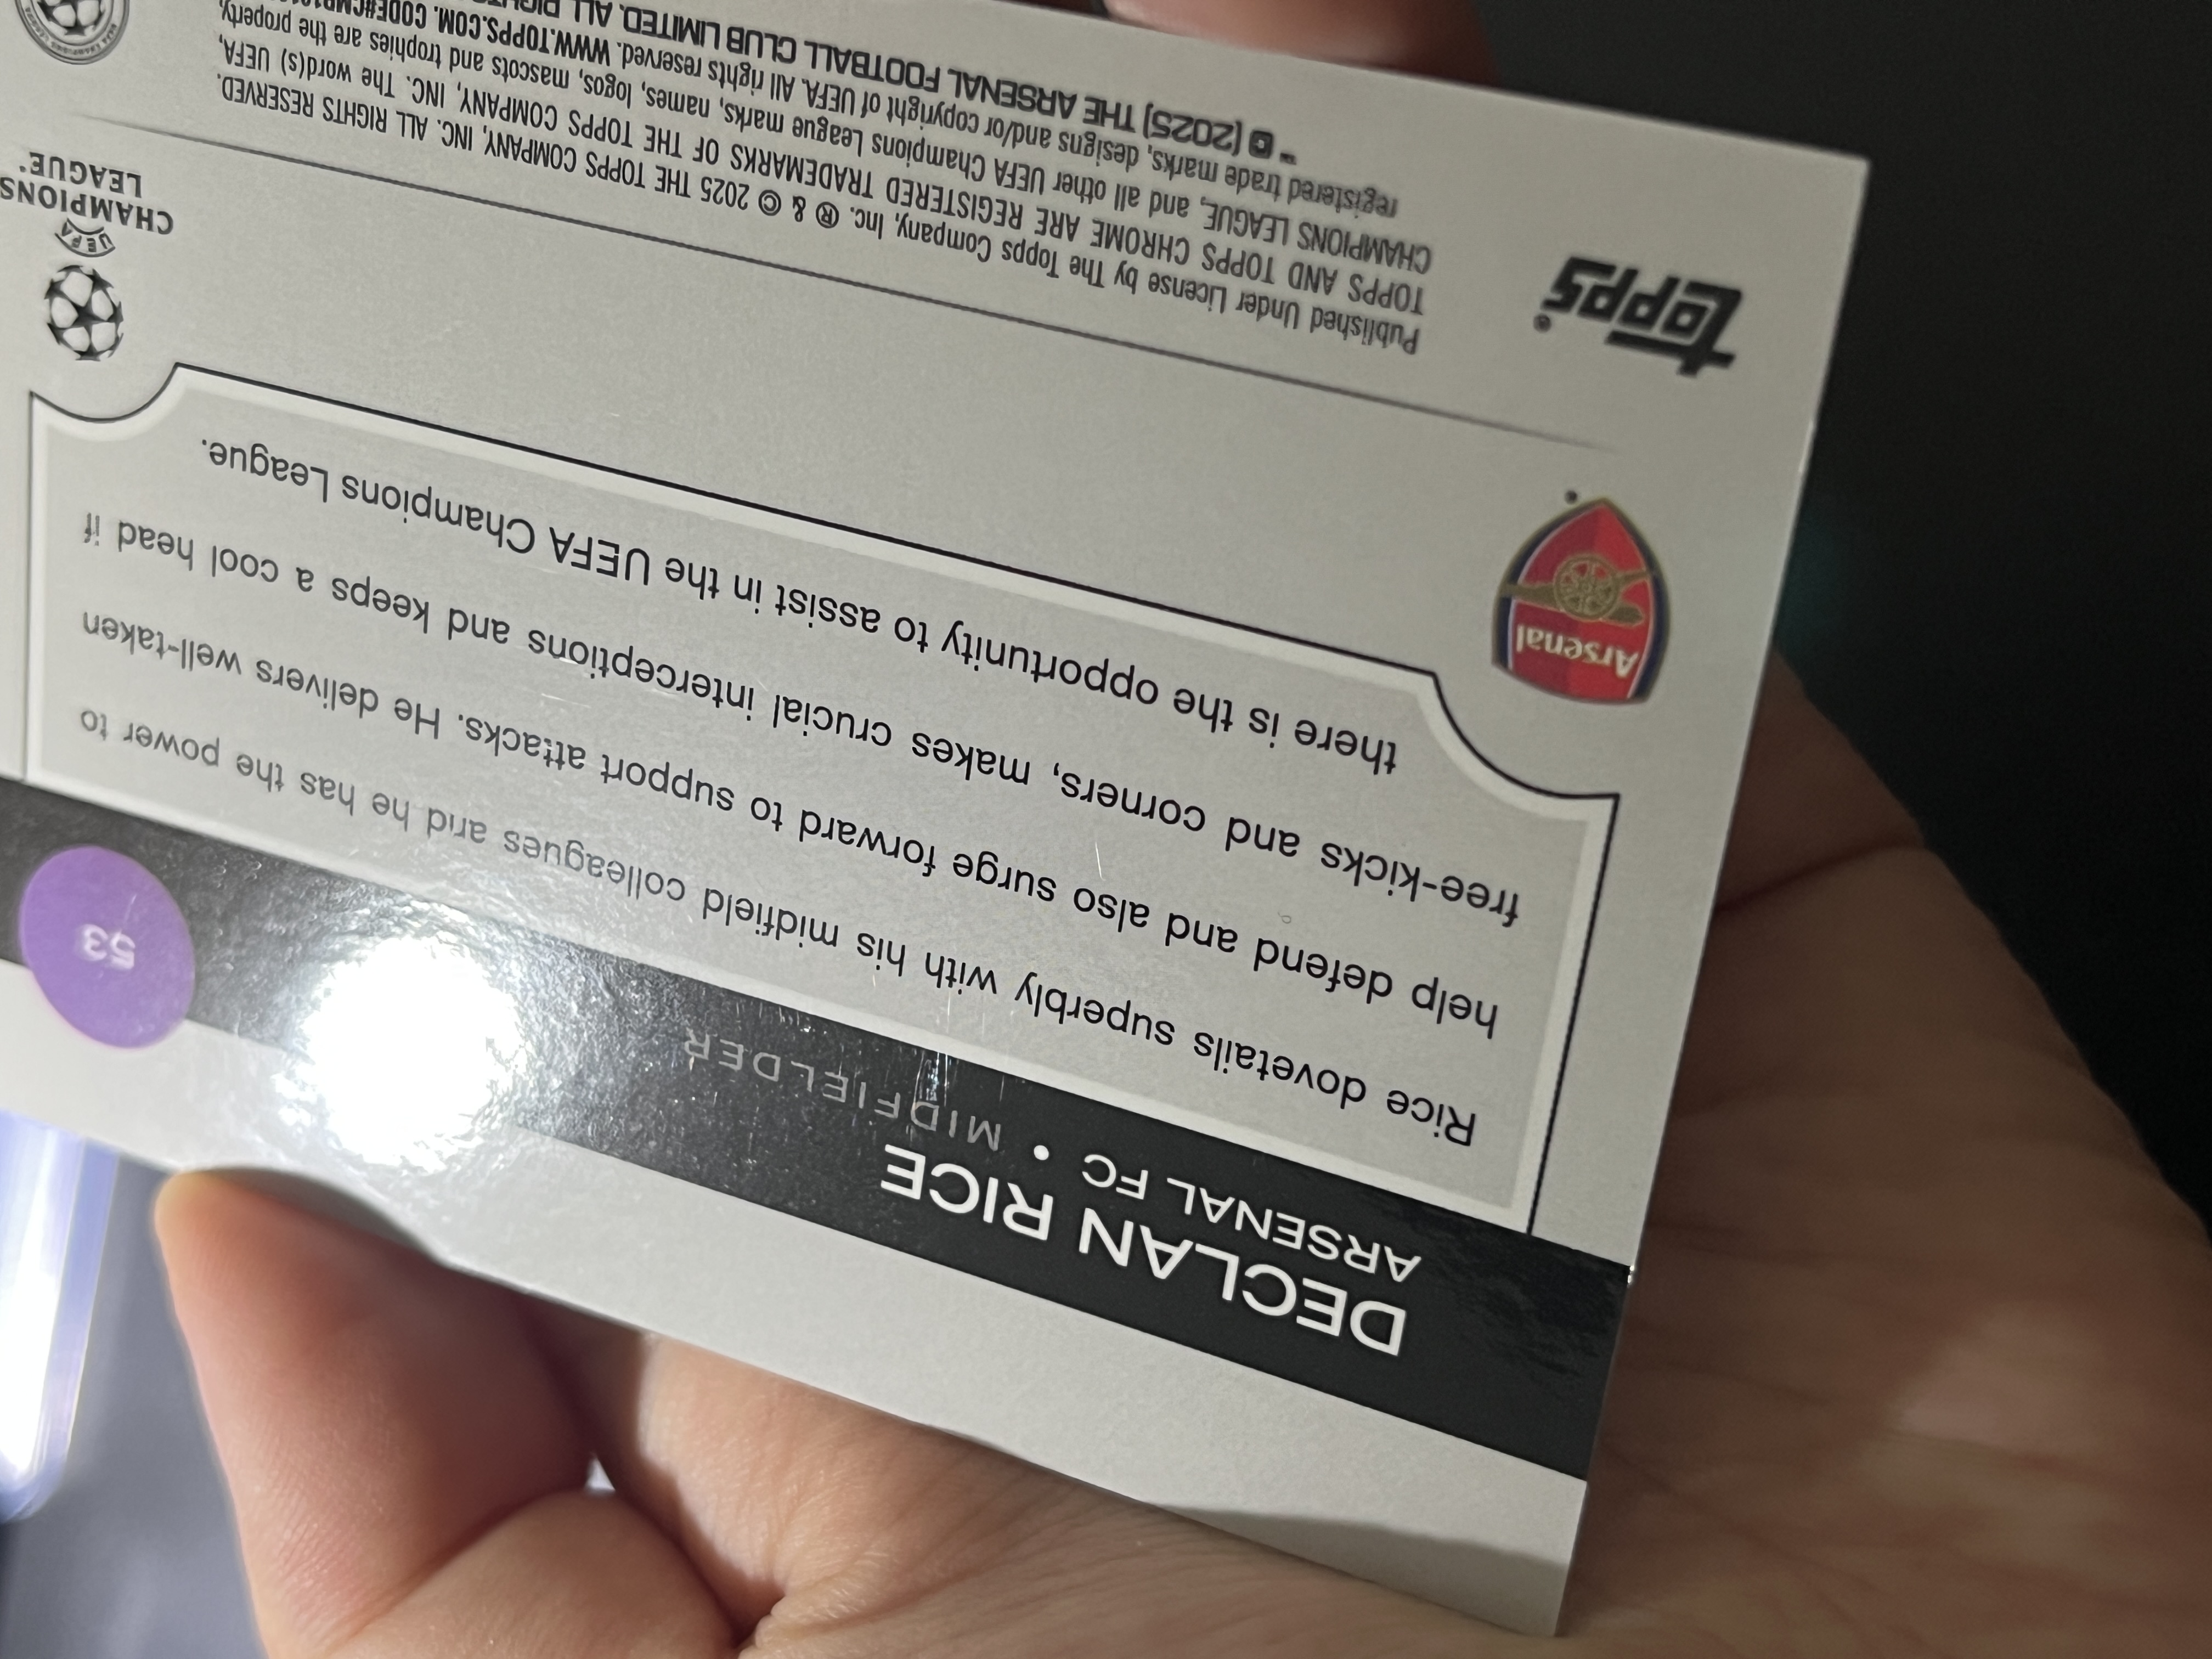 53
DECLAN RICE
ARSENAL FC • MIDFIELDER
Rice dovetails superbly with his midfield colleagues and he has the power to
help defend and also surge forward to support attacks. He delivers well-taken
free-kicks and corners, makes crucial interceptions and keeps a cool head if
there is the opportunity to assist in the UEFA Champions League.
Arsenal
UEFA
CHAMPIONS
LEAGUE
topps
Published Under License by The Topps Company, Inc. ® & © 2025 THE TOPPS COMPANY, INC. ALL RIGHTS RESERVED.
TOPPS AND TOPPS CHROME ARE REGISTERED TRADEMARKS OF THE TOPPS COMPANY, INC. The word(s) UEFA,
CHAMPIONS LEAGUE, and all other UEFA Champions League marks, names, logos, mascots and trophies are the property,
registered trade marks, designs and/or copyright of UEFA. All rights reserved. WWW.TOPPS.COM. CODE#CMP
™ © (2025) THE ARSENAL FOOTBALL CLUB LIMITED. ALL RIGHTS